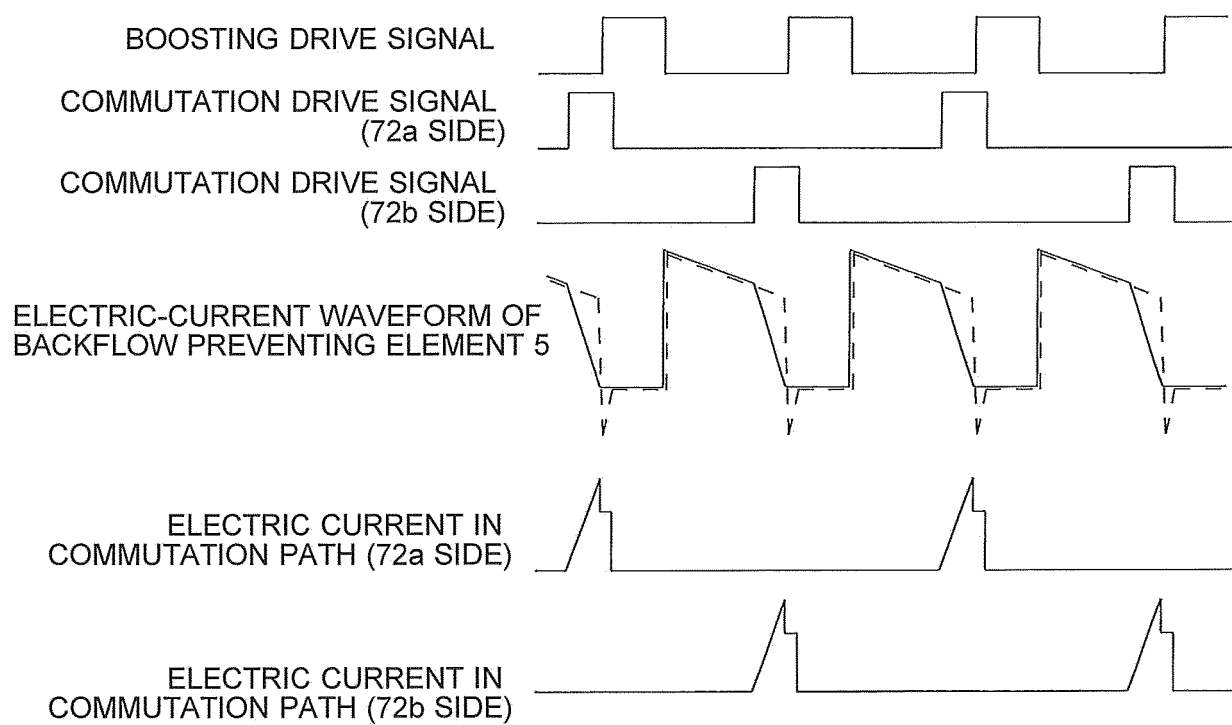 BOOSTING DRIVE SIGNAL
COMMUTATION DRIVE SIGNAL
(72a SIDE)
COMMUTATION DRIVE SIGNAL
(72b SIDE)
ELECTRIC-CURRENT WAVEFORM OF
BACKFLOW PREVENTING ELEMENT 5
ELECTRIC CURRENT IN
COMMUTATION PATH (72a SIDE)
ELECTRIC CURRENT IN
COMMUTATION PATH (72b SIDE)